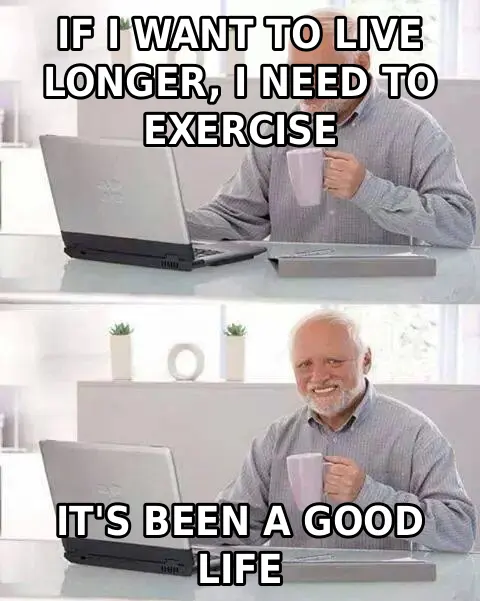 IF I WANT TO LIVE
LONGER, I NEED TO
EXERCISE
IT'S BEEN A GOOD
LIFE